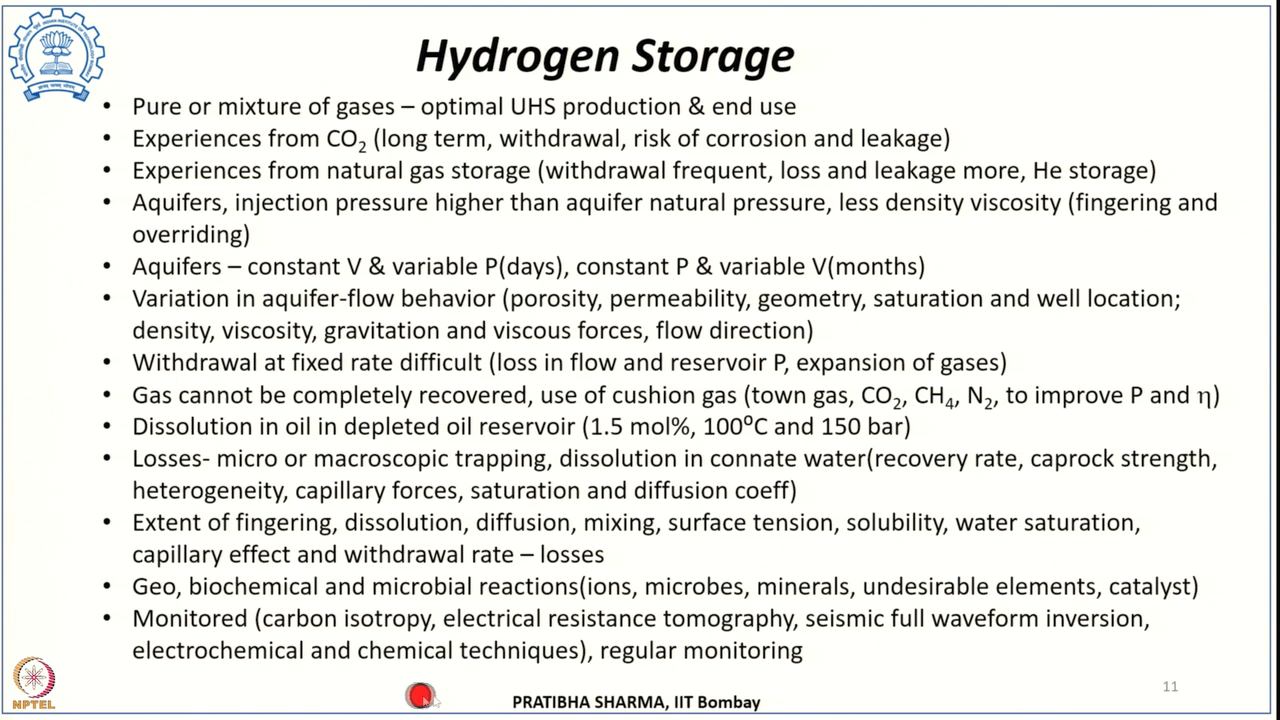 Hydrogen Storage
• Pure or mixture of gases – optimal UHS production & end use
• Experiences from CO₂ (long term, withdrawal, risk of corrosion and leakage)
• Experiences from natural gas storage (withdrawal frequent, loss and leakage more, He storage)
• Aquifers, injection pressure higher than aquifer natural pressure, less density viscosity (fingering and
overriding)
• Aquifers – constant V & variable P(days), constant P & variable V(months)
• Variation in aquifer-flow behavior (porosity, permeability, geometry, saturation and well location;
density, viscosity, gravitation and viscous forces, flow direction)
• Withdrawal at fixed rate difficult (loss in flow and reservoir P, expansion of gases)
• Gas cannot be completely recovered, use of cushion gas (town gas, CO₂, CH₄, N₂, to improve P and η)
• Dissolution in oil in depleted oil reservoir (1.5 mol%, 100⁰C and 150 bar)
• Losses- micro or macroscopic trapping, dissolution in connate water(recovery rate, caprock strength,
heterogeneity, capillary forces, saturation and diffusion coeff)
• Extent of fingering, dissolution, diffusion, mixing, surface tension, solubility, water saturation,
capillary effect and withdrawal rate – losses
• Geo, biochemical and microbial reactions(ions, microbes, minerals, undesirable elements, catalyst)
• Monitored (carbon isotropy, electrical resistance tomography, seismic full waveform inversion,
electrochemical and chemical techniques), regular monitoring
11
NPTEL
PRATIBHA SHARMA, IIT Bombay